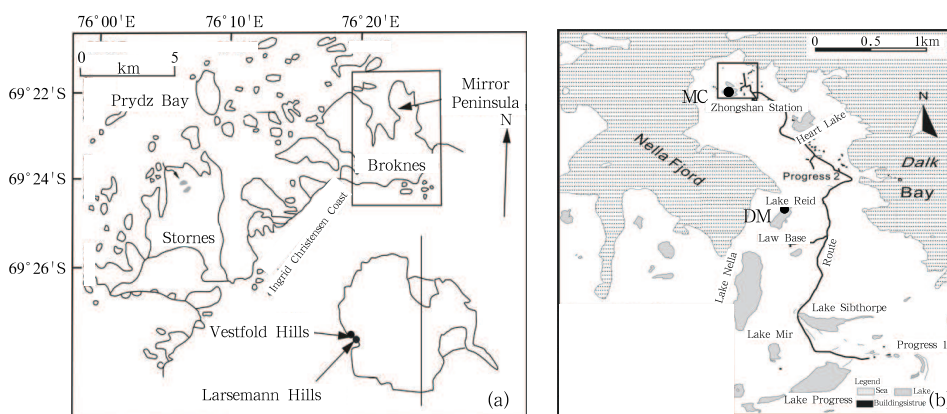 76°00′E
76°10′E
76°20′E
0 5
km
69°22′S
69°24′S
69°26′S
Prydz Bay
Mirror
Peninsula
N
Broknes
Stornes
Ingrid Christensen Coast
Vestfold Hills
Larsemann Hills
(a)
0 0.5 1km
MC
Zhongshan Station
Heart Lake
N
Nella Fjord
Progress 2
Dalk
Bay
Lake Reid
DM
Law Base
Route
Lake Nella
Lake Sibthorpe
Lake Mir
Progress 1
Legend
Sea Lake
Buildingsistrue
Lake Progress
(b)